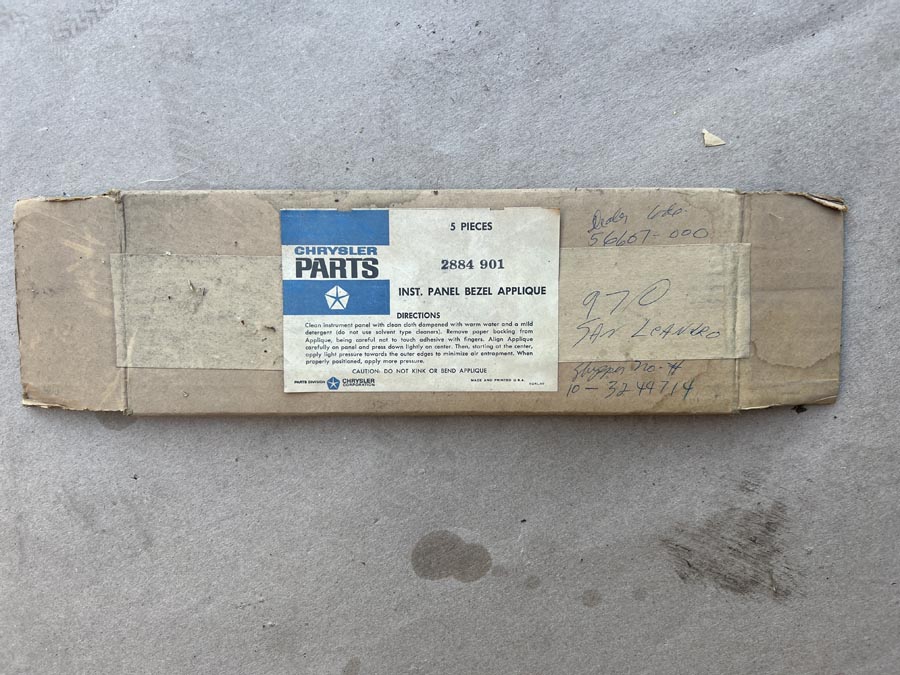 CHRYSLER
PARTS
5 PIECES
2884 901
INST. PANEL BEZEL APPLIQUE
DIRECTIONS
Clean instrument panel with clean cloth dampened with warm water and a mild
detergent (do not use solvent type cleaners). Remove paper backing from
Applique, being careful not to touch adhesive with fingers. Align Applique
carefully on panel and press down lightly on center. Then, starting at the center,
apply light pressure towards the outer edges to minimize air entrapment. When
properly positioned, apply more pressure.
CAUTION: DO NOT KINK OR BEND APPLIQUE
PARTS DIVISION CHRYSLER CORPORATION MADE AND PRINTED U.S.A.
Order
56607-000
970
SAN LEANDRO
Shipper No #
10-3244714